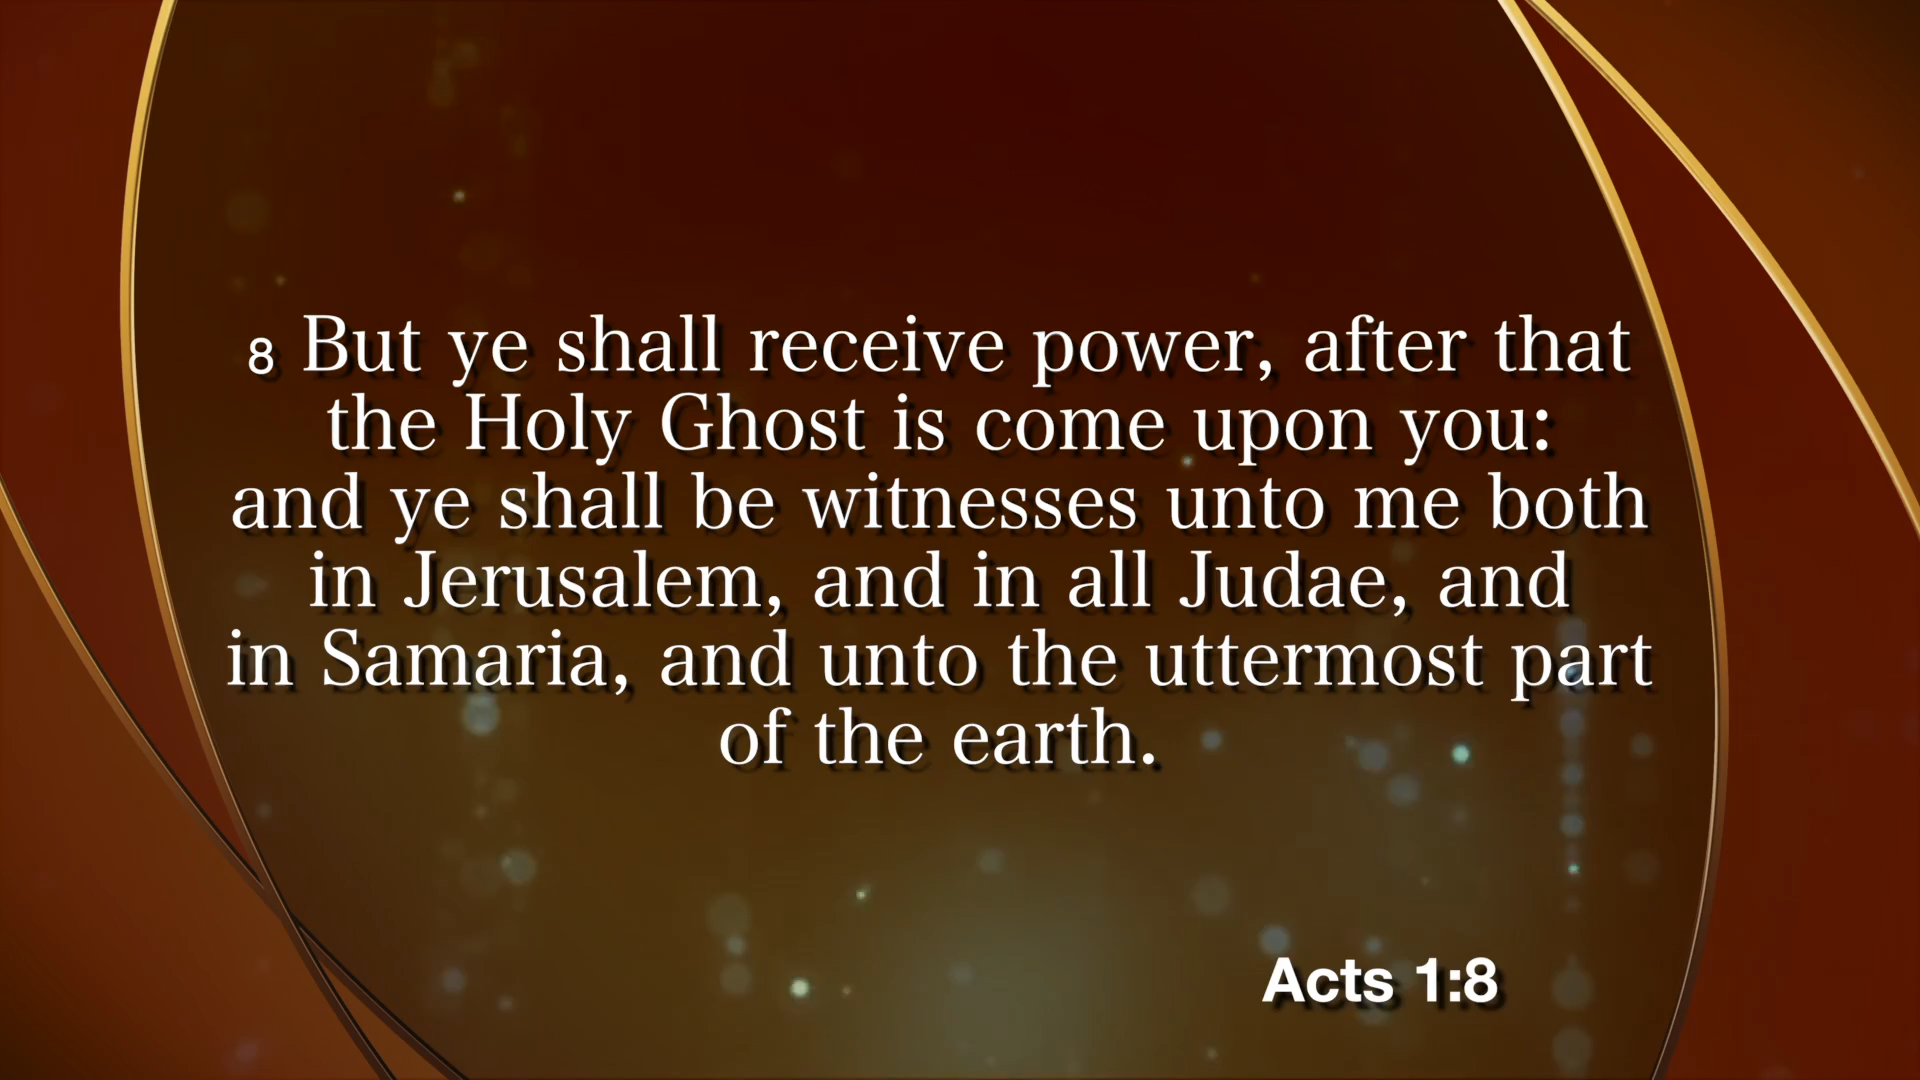 8 But ye shall receive power, after that
the Holy Ghost is come upon you:
and ye shall be witnesses unto me both
in Jerusalem, and in all Judae, and
in Samaria, and unto the uttermost part
of the earth.
Acts 1:8